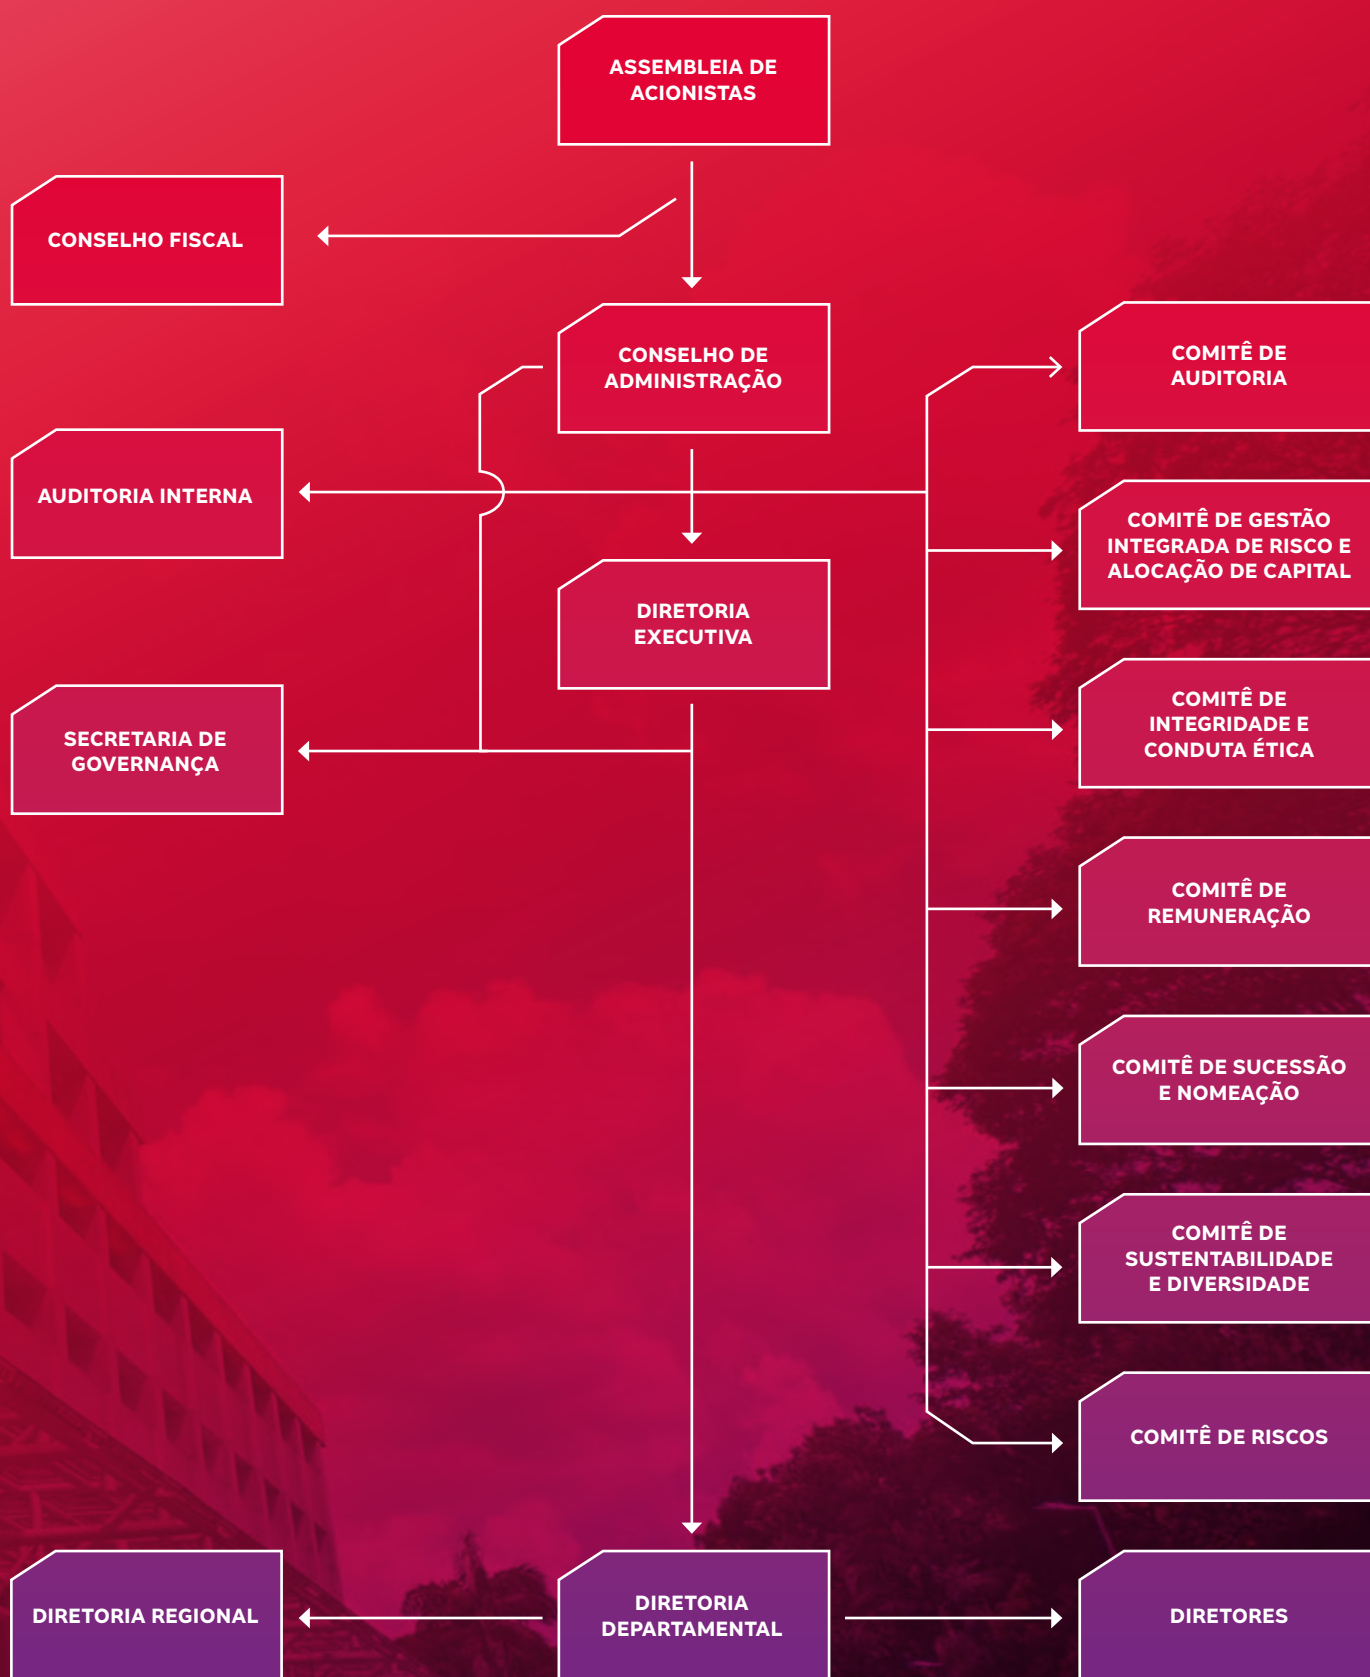 ASSEMBLEIA DE
ACIONISTAS
CONSELHO FISCAL
CONSELHO DE
ADMINISTRAÇÃO
COMITÊ DE
AUDITORIA
AUDITORIA INTERNA
COMITÊ DE GESTÃO
INTEGRADA DE RISCO E
ALOCAÇÃO DE CAPITAL
DIRETORIA
EXECUTIVA
SECRETARIA DE
GOVERNANÇA
COMITÊ DE
INTEGRIDADE E
CONDUTA ÉTICA
COMITÊ DE
REMUNERAÇÃO
COMITÊ DE SUCESSÃO
E NOMEAÇÃO
COMITÊ DE
SUSTENTABILIDADE
E DIVERSIDADE
COMITÊ DE RISCOS
DIRETORIA REGIONAL
DIRETORIA
DEPARTAMENTAL
DIRETORES